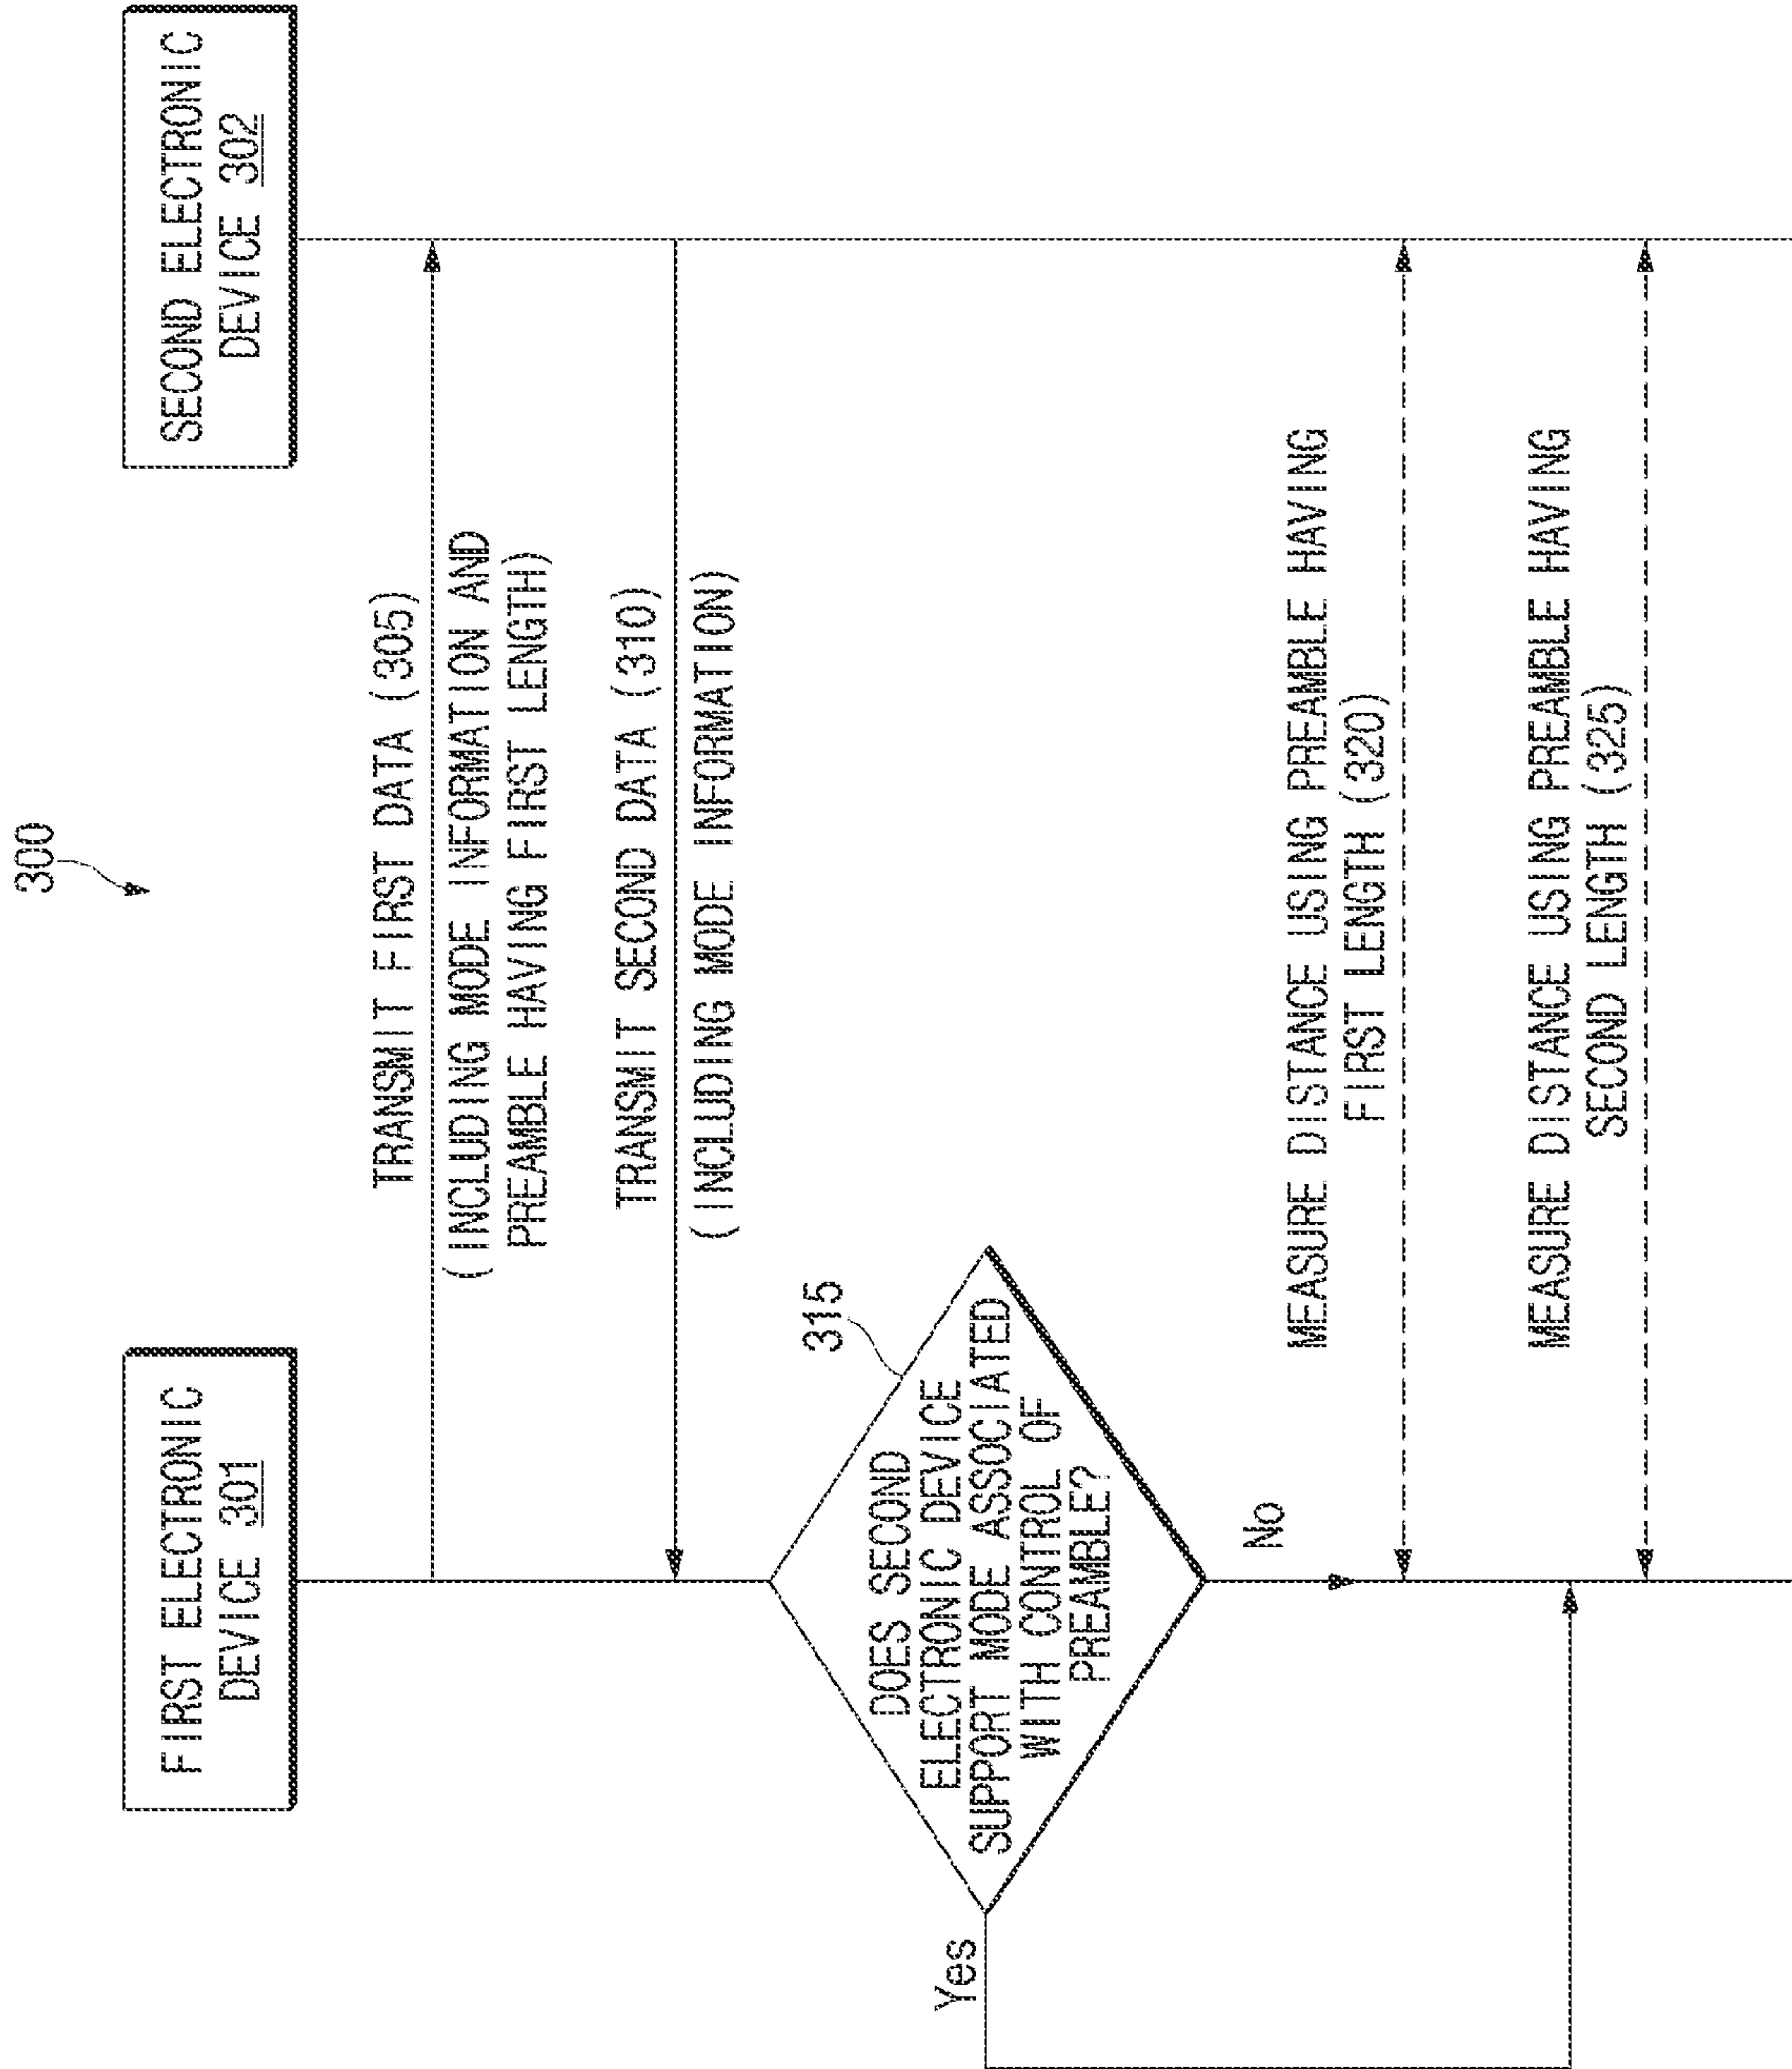 300
FIRST ELECTRONIC
DEVICE 301
SECOND ELECTRONIC
DEVICE 302
TRANSMIT FIRST DATA (305)
(INCLUDING MODE INFORMATION AND
PREAMBLE HAVING FIRST LENGTH)
TRANSMIT SECOND DATA (310)
(INCLUDING MODE INFORMATION)
315
DOES SECOND
ELECTRONIC DEVICE
SUPPORT MODE ASSOCIATED
WITH CONTROL OF
PREAMBLE?
Yes
No
MEASURE DISTANCE USING PREAMBLE HAVING
FIRST LENGTH (320)
MEASURE DISTANCE USING PREAMBLE HAVING
SECOND LENGTH (325)